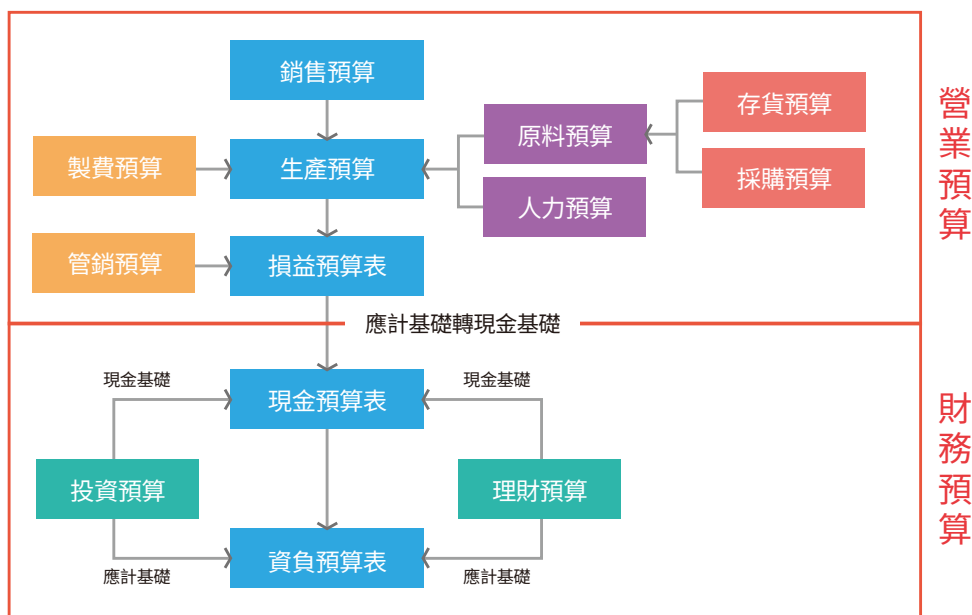 銷售預算
存貨預算
原料預算
製費預算
生產預算
採購預算
人力預算
管銷預算
損益預算表
營業預算
應計基礎轉現金基礎
現金基礎
現金基礎
現金預算表
投資預算
理財預算
資負預算表
應計基礎
應計基礎
財務預算